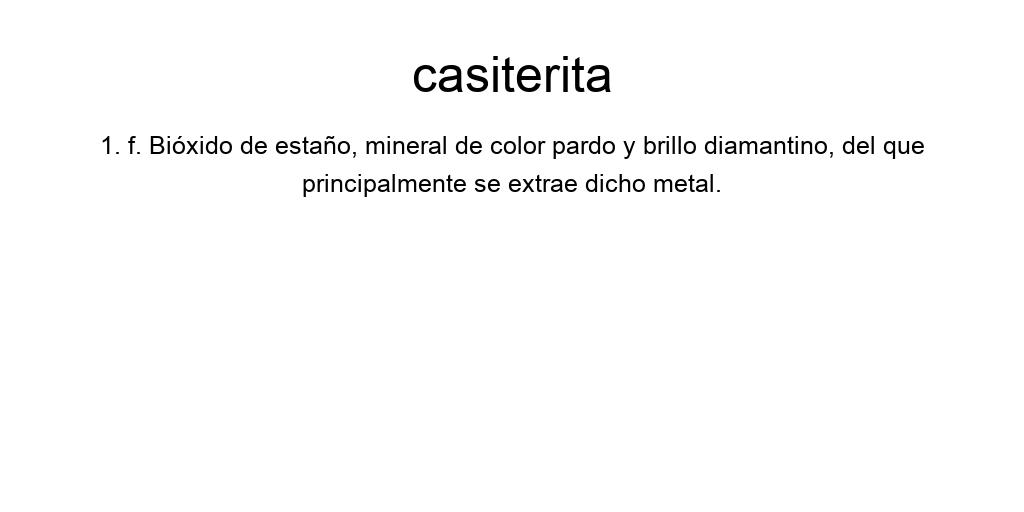 casiterita
1. f. Bióxido de estaño, mineral de color pardo y brillo diamantino, del que
principalmente se extrae dicho metal.